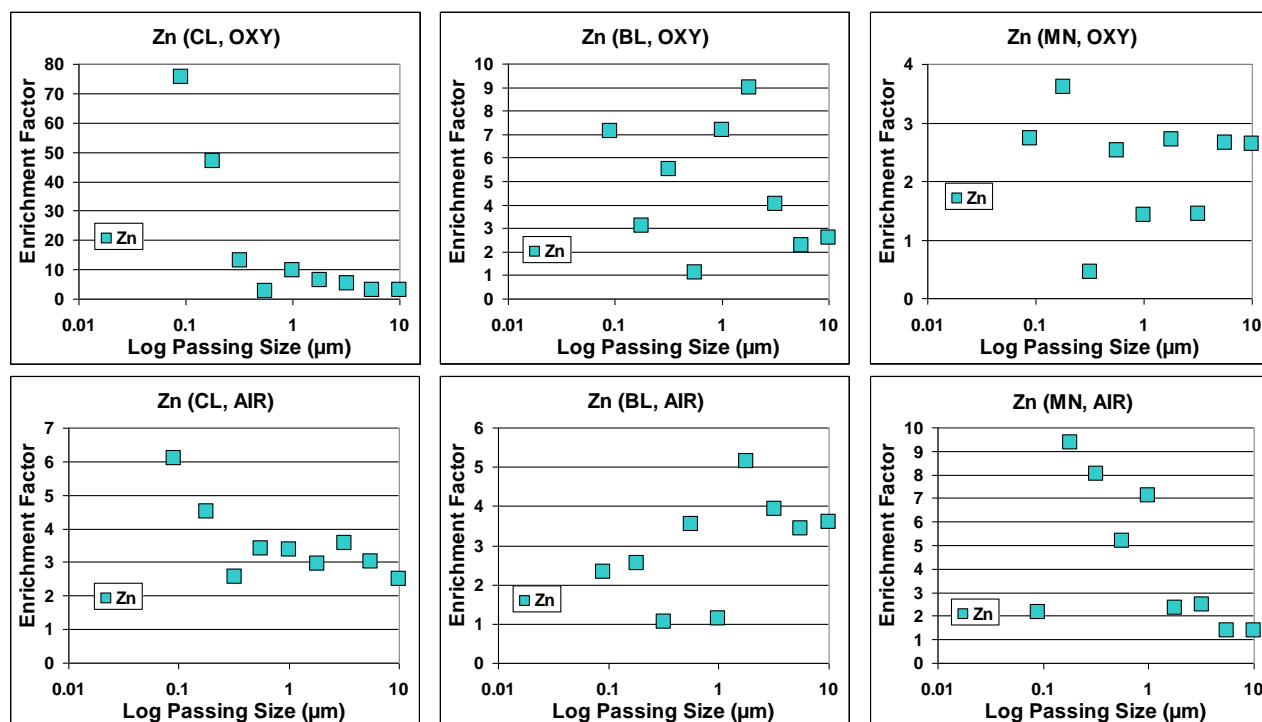 Zn (CL, OXY)
Enrichment Factor
80
70
60
50
40
30
20
10
0
Zn
0.01 0.1 1 10
Log Passing Size (µm)
Zn (BL, OXY)
Enrichment Factor
10
9
8
7
6
5
4
3
2
1
0
Zn
0.01 0.1 1 10
Log Passing Size (µm)
Zn (MN, OXY)
Enrichment Factor
4
3
2
1
0
Zn
0.01 0.1 1 10
Log Passing Size (µm)
Zn (CL, AIR)
Enrichment Factor
7
6
5
4
3
2
1
0
Zn
0.01 0.1 1 10
Log Passing Size (µm)
Zn (BL, AIR)
Enrichment Factor
6
5
4
3
2
1
0
Zn
0.01 0.1 1 10
Log Passing Size (µm)
Zn (MN, AIR)
Enrichment Factor
10
9
8
7
6
5
4
3
2
1
0
Zn
0.01 0.1 1 10
Log Passing Size (µm)